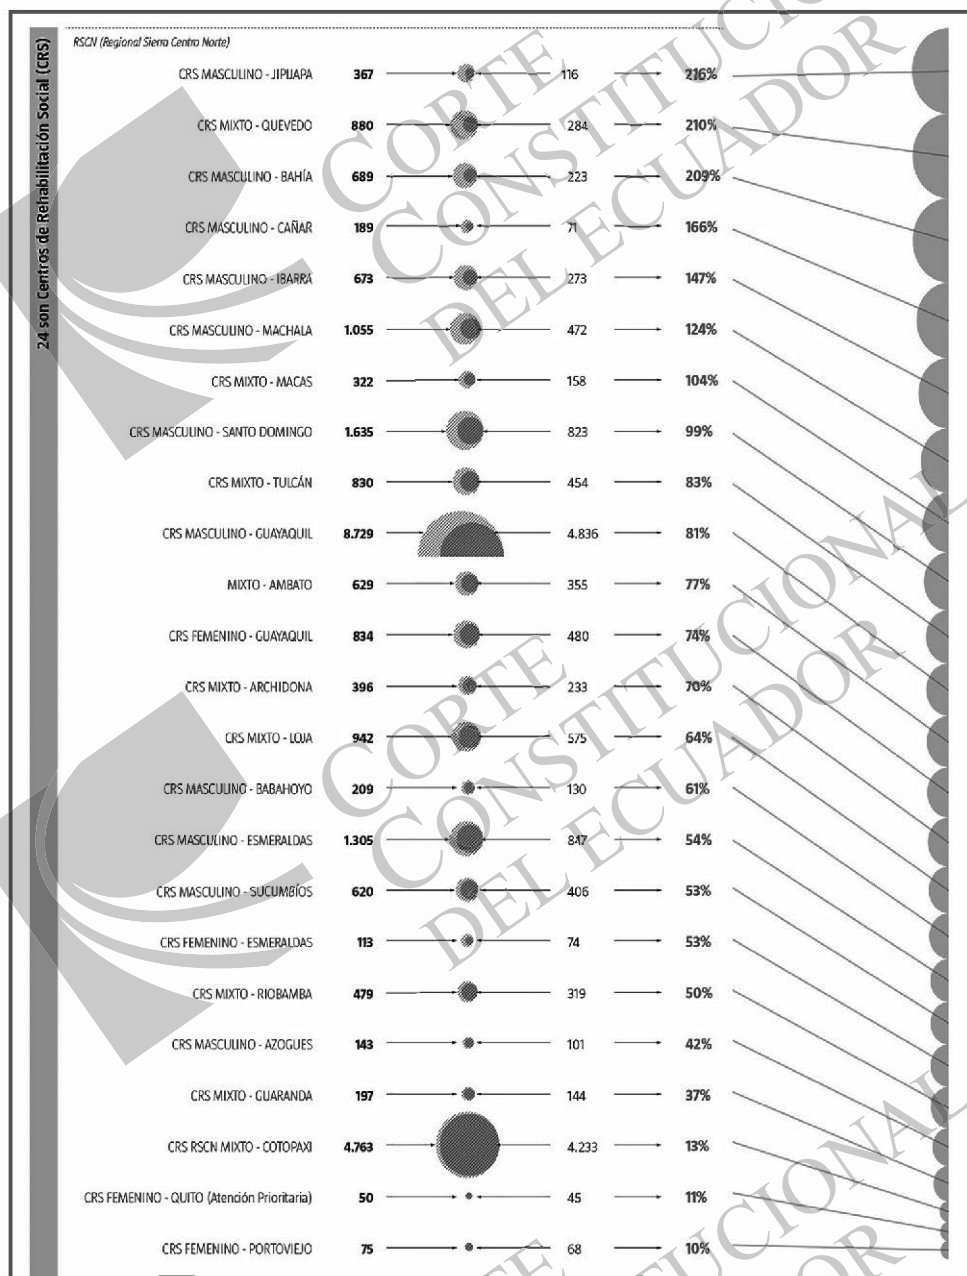 24 son Centros de Rehabilitación Social (CRS)
RSCN (Regional Sierra Centro Norte)
CRS MASCULINO - JIPIJAPA 367 116 216%
CRS MIXTO - QUEVEDO 880 284 210%
CRS MASCULINO - BAHÍA 689 223 209%
CRS MASCULINO - CAÑAR 189 71 166%
CRS MASCULINO - IBARRA 673 273 147%
CRS MASCULINO - MACHALA 1.055 472 124%
CRS MIXTO - MACAS 322 158 104%
CRS MASCULINO - SANTO DOMINGO 1.635 823 99%
CRS MIXTO - TULCÁN 830 454 83%
CRS MASCULINO - GUAYAQUIL 8.729 4.836 81%
MIXTO - AMBATO 629 355 77%
CRS FEMENINO - GUAYAQUIL 834 480 74%
CRS MIXTO - ARCHIDONA 396 233 70%
CRS MIXTO - LOJA 942 575 64%
CRS MASCULINO - BABAHOYO 209 130 61%
CRS MASCULINO - ESMERALDAS 1.305 847 54%
CRS MASCULINO - SUCUMBÍOS 620 406 53%
CRS FEMENINO - ESMERALDAS 113 74 53%
CRS MIXTO - RIOBAMBA 479 319 50%
CRS MASCULINO - AZOGUES 143 101 42%
CRS MIXTO - GUARANDA 197 144 37%
CRS RSCN MIXTO - COTOPAXI 4.763 4.233 13%
CRS FEMENINO - QUITO (Atención Prioritaria) 50 45 11%
CRS FEMENINO - PORTOVIEJO 75 68 10%
CORTE
CONSTITUCIONAL
DEL ECUADOR
CORTE
CONSTITUCIONAL
DEL ECUADOR